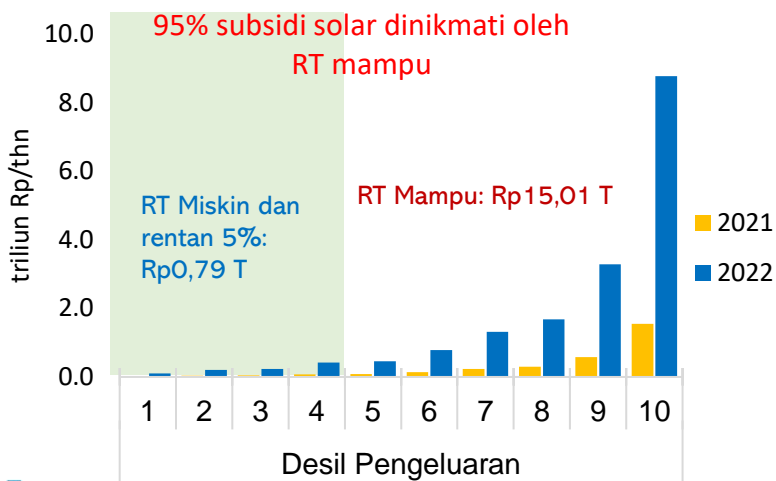 95% subsidi solar dinikmati oleh
RT mampu
triliun Rp/thn
10.0
8.0
6.0
4.0
2.0
0.0
RT Miskin dan
rentan 5%:
Rp0,79 T
RT Mampu: Rp15,01 T
2021
2022
1 2 3 4 5 6 7 8 9 10
Desil Pengeluaran